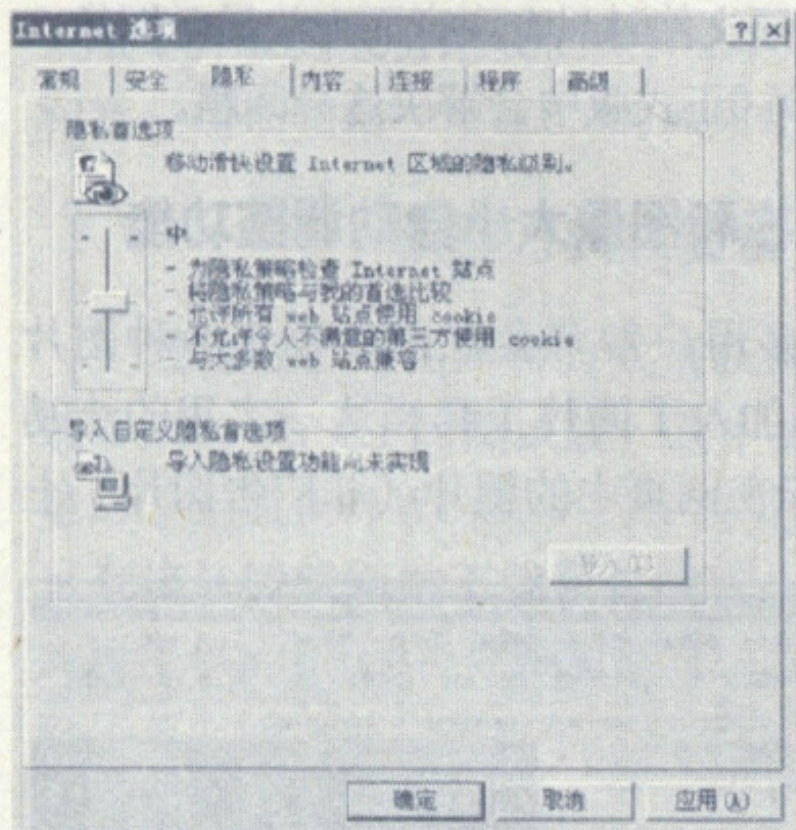 Internet 选项
常规 安全 隐私 内容 连接 程序 高级
隐私首选项
移动滑快设置 Internet 区域的隐私级别。
中
- 为隐私策略检查 Internet 站点
- 将隐私策略与我的首选比较
- 允许所有 web 站点使用 cookie
- 不允许令人不满意的第三方使用 cookie
- 与大多数 web 站点兼容
导入自定义隐私首选项
导入隐私设置功能尚未实现
导入(I)
确定 取消 应用(A)